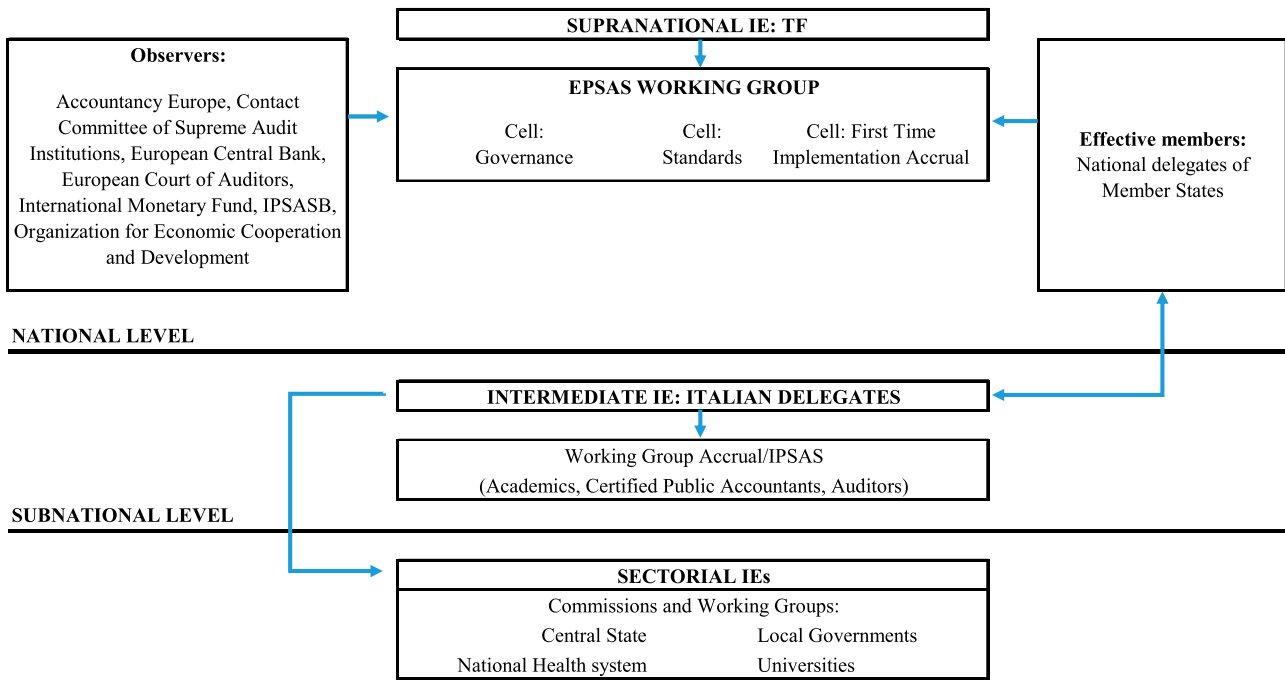 SUPRANATIONAL IE: TF
Observers:
Accountancy Europe, Contact
Committee of Supreme Audit
Institutions, European Central Bank,
European Court of Auditors,
International Monetary Fund, IPSASB,
Organization for Economic Cooperation
and Development
EPSAS WORKING GROUP
Cell:
Governance
Cell:
Standards
Cell: First Time
Implementation Accrual
Effective members:
National delegates of
Member States
NATIONAL LEVEL
INTERMEDIATE IE: ITALIAN DELEGATES
Working Group Accrual/IPSAS
(Academics, Certified Public Accountants, Auditors)
SUBNATIONAL LEVEL
SECTORIAL IEs
Commissions and Working Groups:
Central State
Local Governments
National Health system
Universities